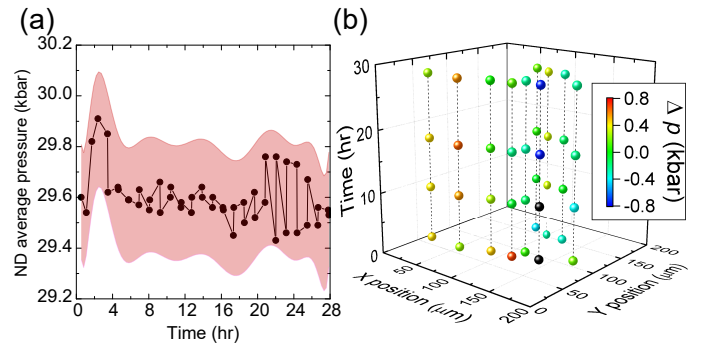 (a)
30.2
30.0
29.8
29.6
29.4
29.2
ND average pressure (kbar)
0 4 8 12 16 20 24 28
Time (hr)
(b)
30
20
10
0
Time (hr)
50
100
150
200
X position (μm)
0
50
100
150
200
Y position (μm)
0.8
0.4
0.0
-0.4
-0.8
Δ p (kbar)